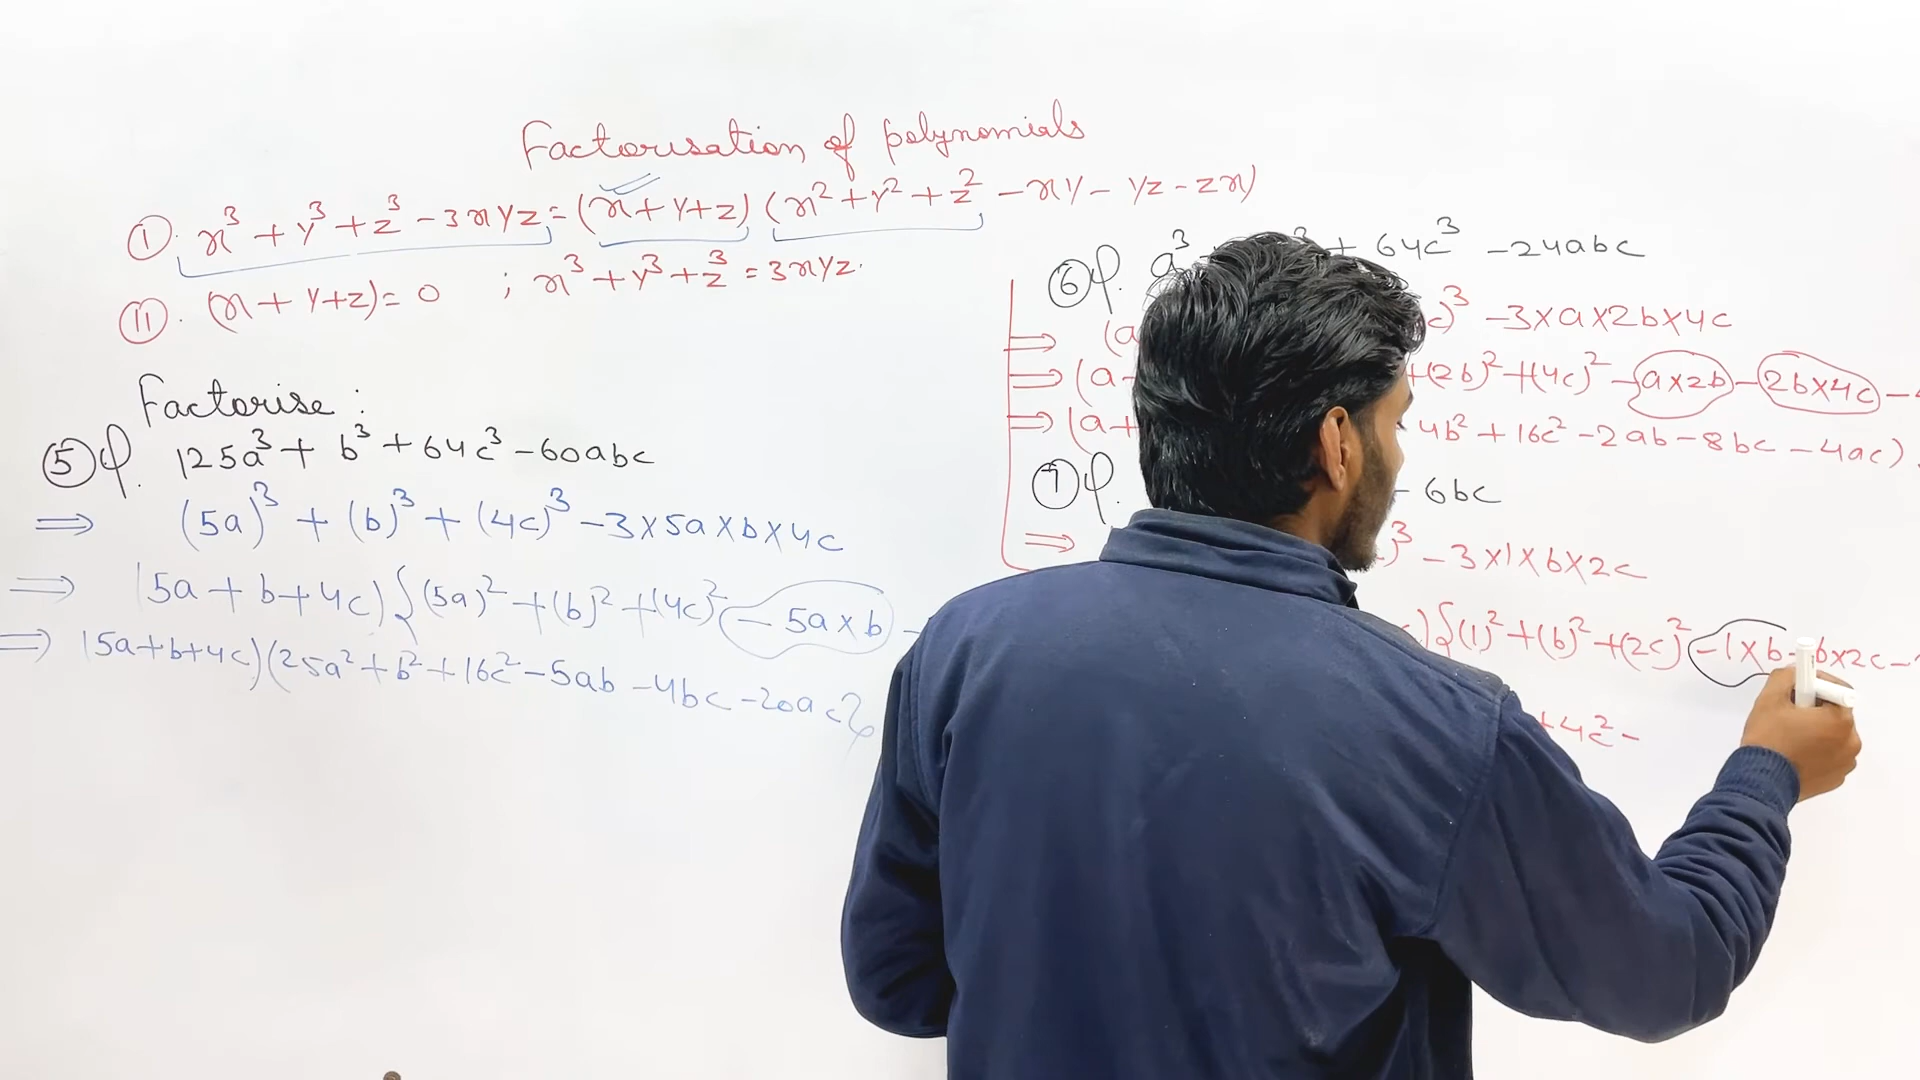 Factorisation of polynomials
I. x³ + y³ + z³ - 3xyz = (x + y + z) (x² + y² + z² - xy - yz - zx)
II. (x + y + z) = 0 ; x³ + y³ + z³ = 3xyz.
Factorise :
5 Q. 125a³ + b³ + 64c³ - 60abc
⇒ (5a)³ + (b)³ + (4c)³ - 3×5a×b×4c
⇒ (5a + b + 4c) { (5a)² + (b)² + (4c)² - 5a×b -
⇒ (5a+b+4c) (25a² + b² + 16c² - 5ab - 4bc - 20ac}
6 Q. a³ ³ + 64c³ - 24abc
⇒ (a c)³ - 3×a×2b×4c
⇒ (a + (2b)² + (4c)² - a×2b - 2b×4c -
⇒ (a + 4b² + 16c² - 2ab - 8bc - 4ac)
7 Q. - 6bc
⇒ )³ - 3×1×b×2c
) { (1)² + (b)² + (2c)² - 1×b - b×2c -
+ 4c² -